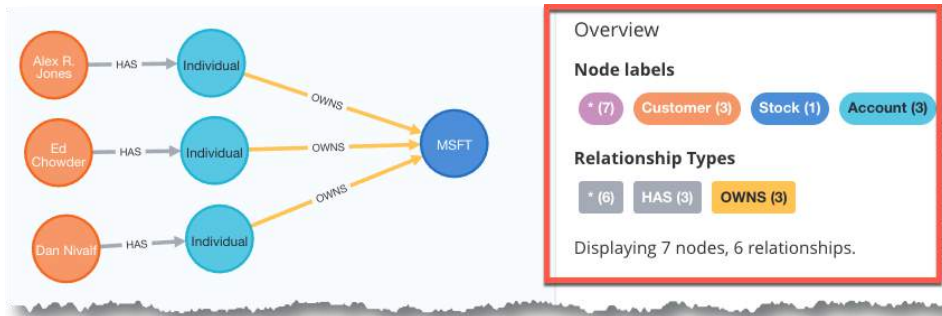 Alex R.
Jones
HAS
Individual
OWNS
Ed
Chowder
HAS
Individual
OWNS
MSFT
Dan Nivalf
HAS
Individual
OWNS
Overview
Node labels
* (7) Customer (3) Stock (1) Account (3)
Relationship Types
* (6) HAS (3) OWNS (3)
Displaying 7 nodes, 6 relationships.